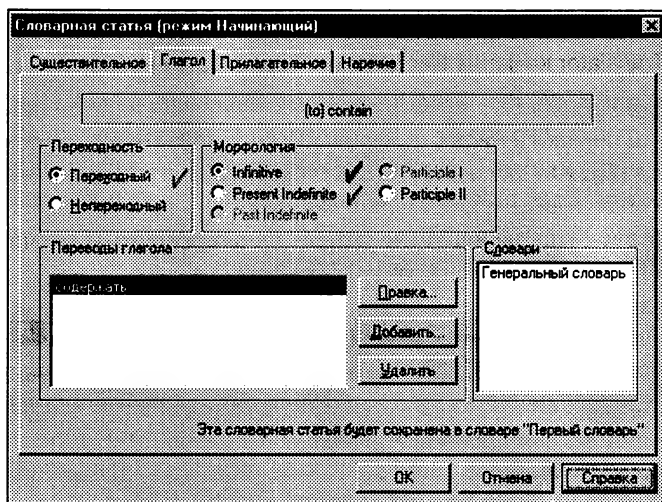 Словарная статья (режим Начинающий)
Существительное Глагол Прилагательное Наречие
(to) contain
Переходность
Переходный
Непереходный
Морфология
Infinitive
Present Indefinite
Past Indefinite
Participle I
Participle II
Переводы глагола
содержать
Правка...
Добавить...
Удалить
Словари
Генеральный словарь
Эта словарная статья будет сохранена в словаре "Первый словарь"
OK Отмена Справка